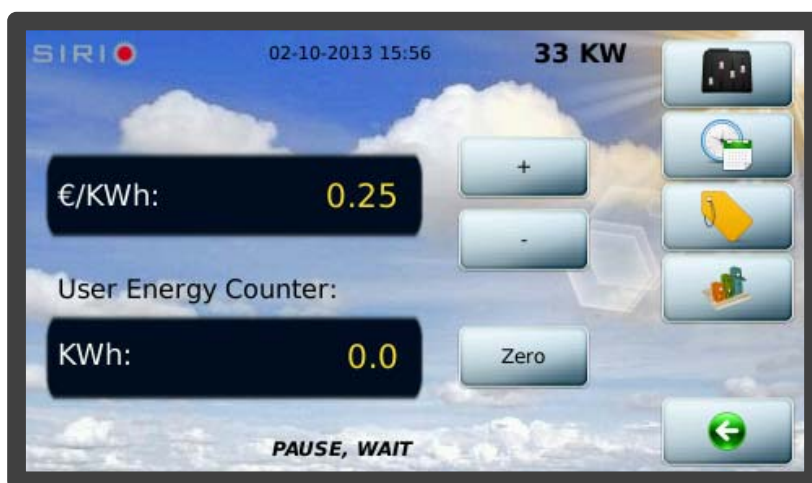 SIRIO 02-10-2013 15:56 33 KW
€/KWh: 0.25 +
-
User Energy Counter:
KWh: 0.0 Zero
PAUSE, WAIT